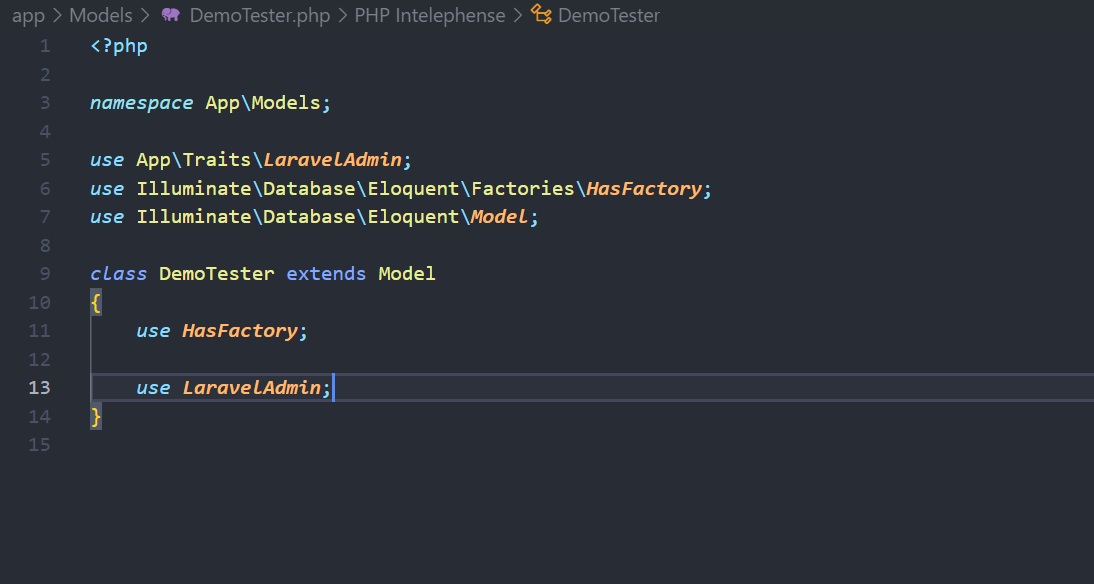 app > Models > DemoTester.php > PHP Intelephense > DemoTester
1 <?php
2
3 namespace App\Models;
4
5 use App\Traits\LaravelAdmin;
6 use Illuminate\Database\Eloquent\Factories\HasFactory;
7 use Illuminate\Database\Eloquent\Model;
8
9 class DemoTester extends Model
10 {
11     use HasFactory;
12
13     use LaravelAdmin;
14 }
15